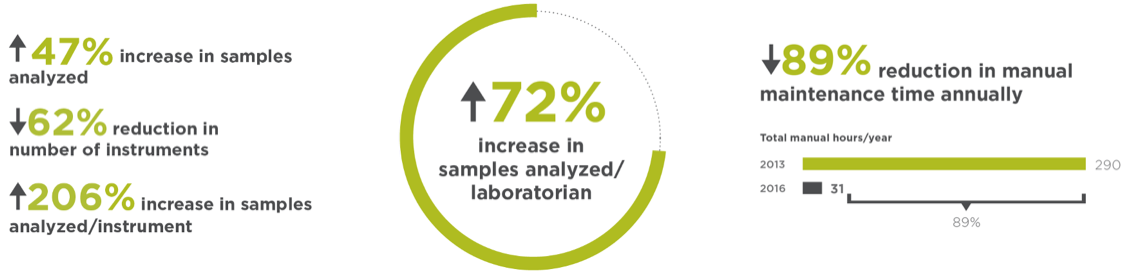 ↑47% increase in samples
analyzed
↓62% reduction in
number of instruments
↑206% increase in samples
analyzed/instrument
↑72%
increase in
samples analyzed/
laboratorian
↓89% reduction in manual
maintenance time annually
Total manual hours/year
2013 290
2016 31
89%